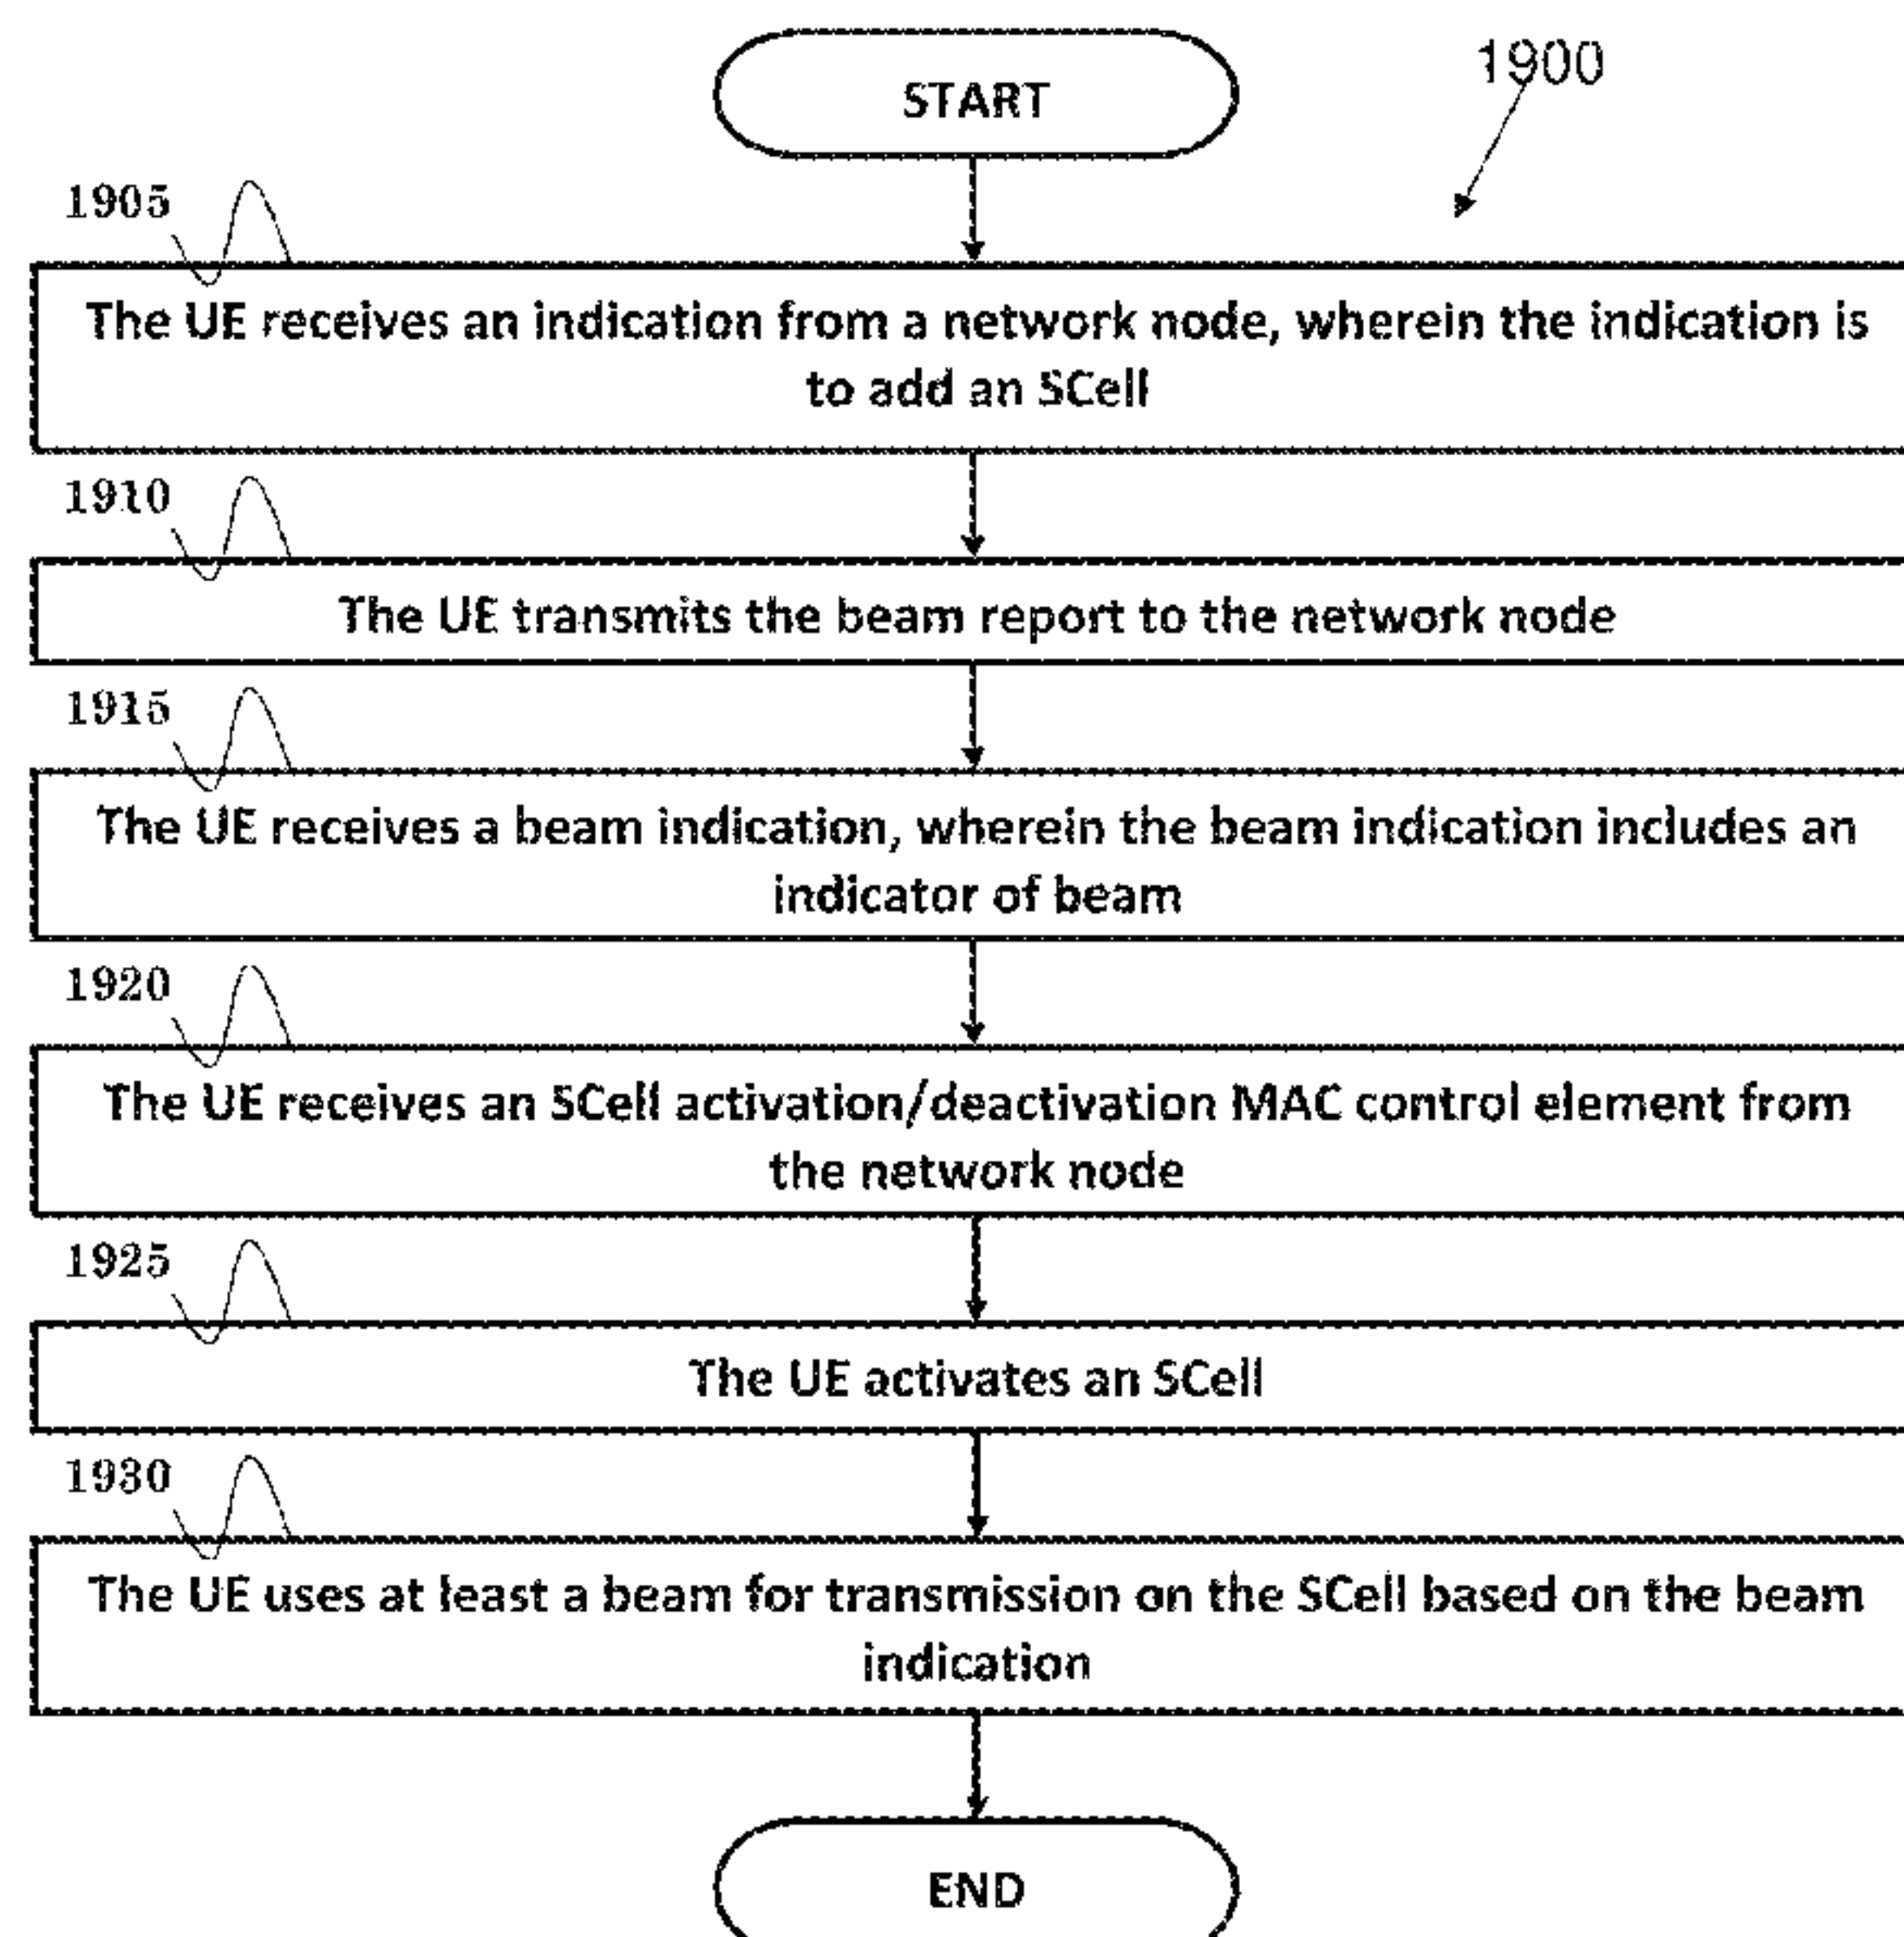 START
1900
1905
The UE receives an indication from a network node, wherein the indication is
to add an SCell
1910
The UE transmits the beam report to the network node
1915
The UE receives a beam indication, wherein the beam indication includes an
indicator of beam
1920
The UE receives an SCell activation/deactivation MAC control element from
the network node
1925
The UE activates an SCell
1930
The UE uses at least a beam for transmission on the SCell based on the beam
indication
END